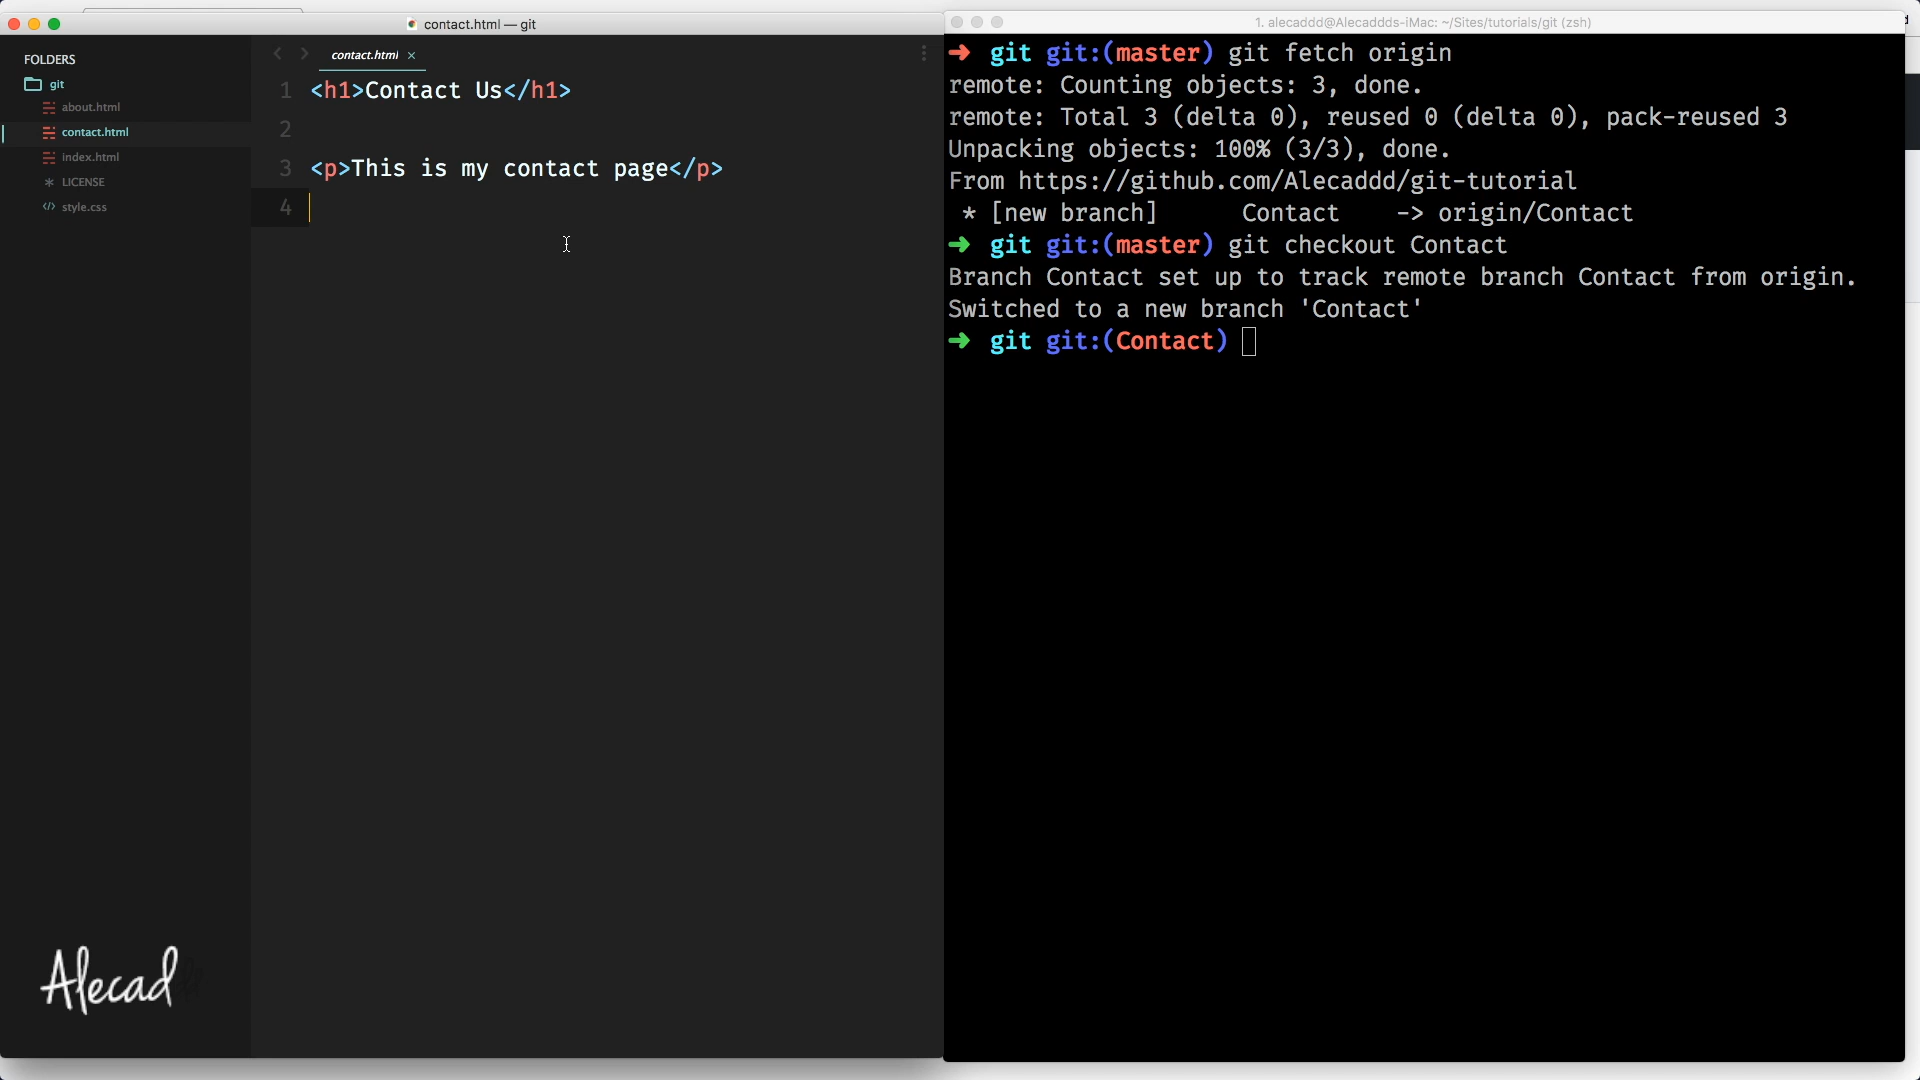 contact.html — git
FOLDERS
git
about.html
contact.html
index.html
LICENSE
style.css
contact.html ×
1 <h1>Contact Us</h1>
2
3 <p>This is my contact page</p>
4
Alecad
1. alecaddd@Alecaddds-iMac: ~/Sites/tutorials/git (zsh)
➜ git git:(master) git fetch origin
remote: Counting objects: 3, done.
remote: Total 3 (delta 0), reused 0 (delta 0), pack-reused 3
Unpacking objects: 100% (3/3), done.
From https://github.com/Alecaddd/git-tutorial
* [new branch] Contact -> origin/Contact
➜ git git:(master) git checkout Contact
Branch Contact set up to track remote branch Contact from origin.
Switched to a new branch 'Contact'
➜ git git:(Contact)